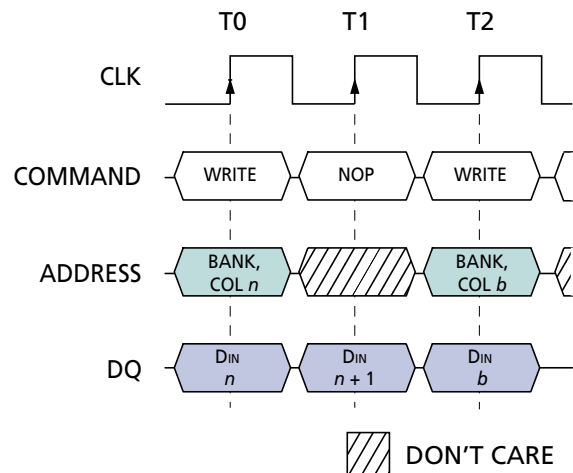 T0 T1 T2
CLK
COMMAND WRITE NOP WRITE
ADDRESS BANK, COL n BANK, COL b
DQ DIN n DIN n + 1 DIN b
DON'T CARE